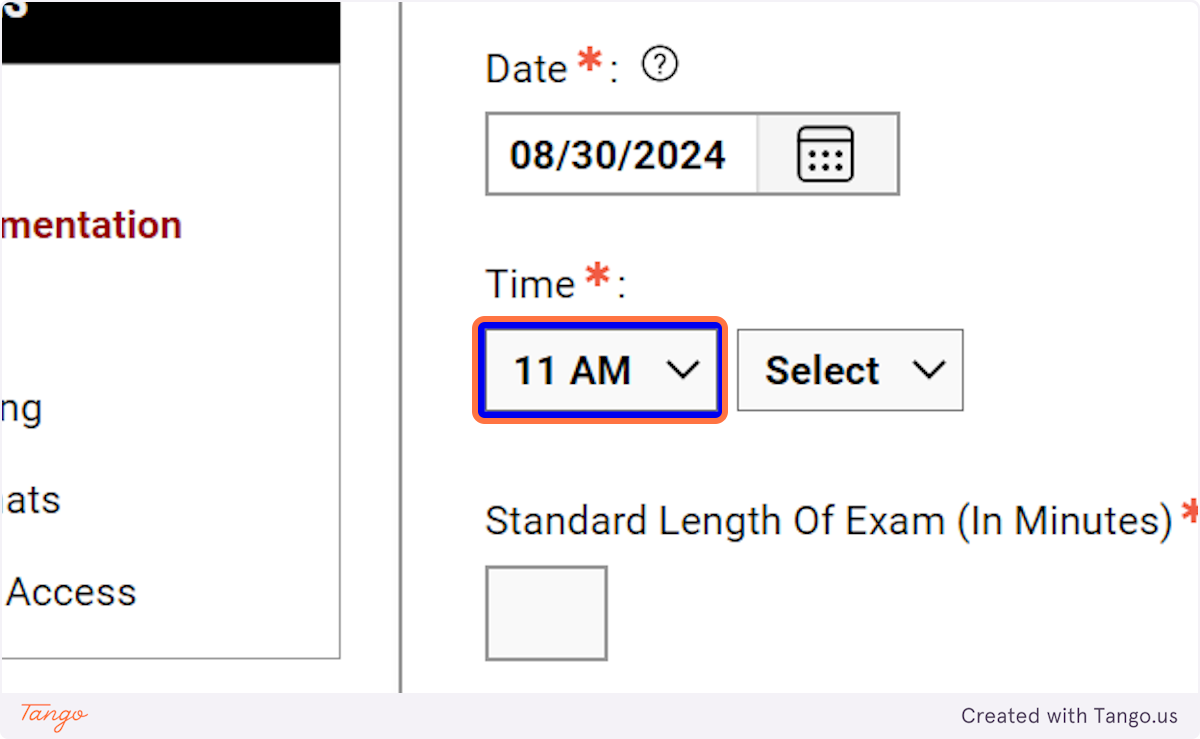 Date * :
08/30/2024
mentation
Time * :
11 AM Select
ng
ats
Standard Length Of Exam (In Minutes) *
Access
Tango Created with Tango.us